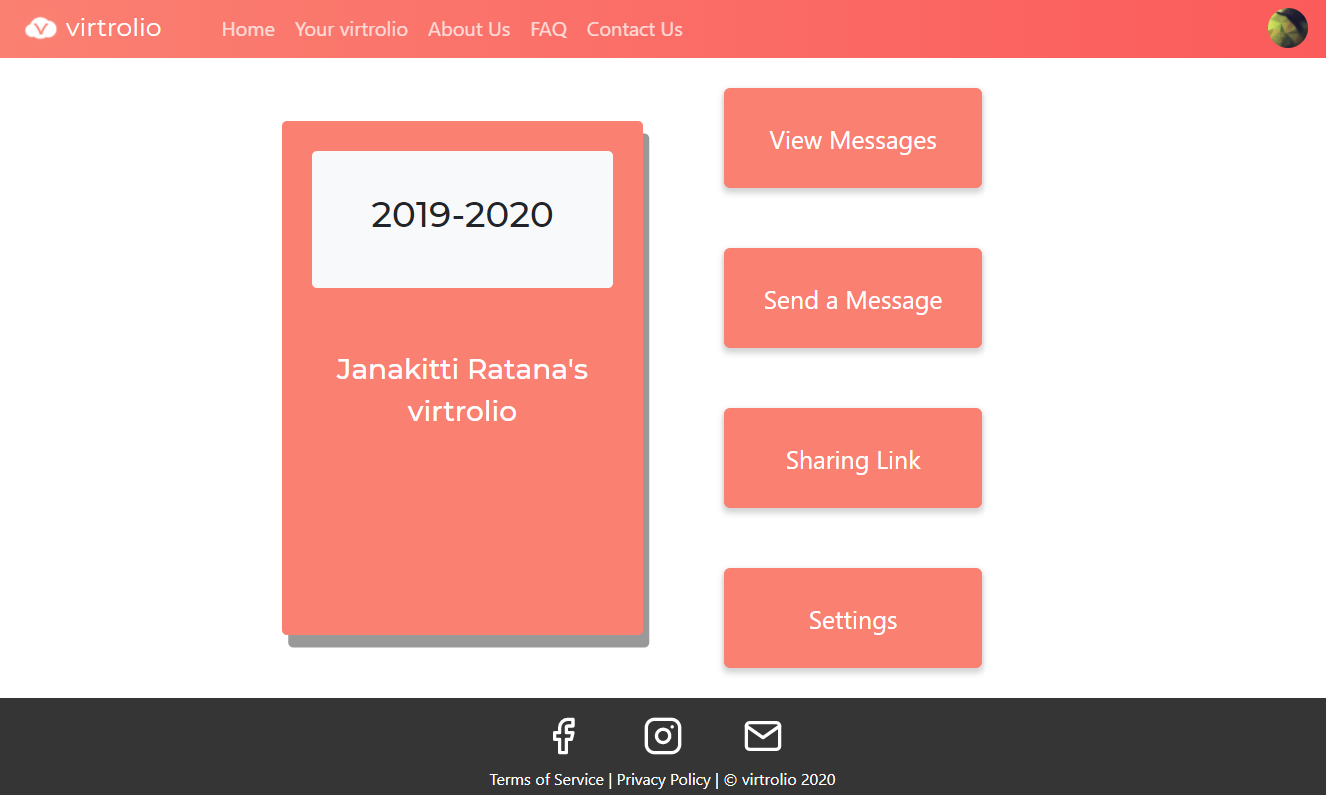 virtrolio
Home Your virtrolio About Us FAQ Contact Us
2019-2020
Janakitti Ratana's
virtrolio
View Messages
Send a Message
Sharing Link
Settings
Terms of Service | Privacy Policy | © virtrolio 2020